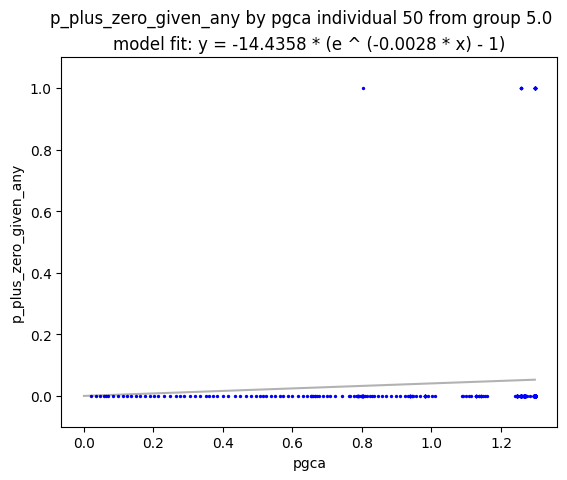 p_plus_zero_given_any by pgca individual 50 from group 5.0
model fit: y = -14.4358 * (e ^ (-0.0028 * x) - 1)
1.0
0.8
0.6
0.4
0.2
0.0
p_plus_zero_given_any
0.0 0.2 0.4 0.6 0.8 1.0 1.2
pgca